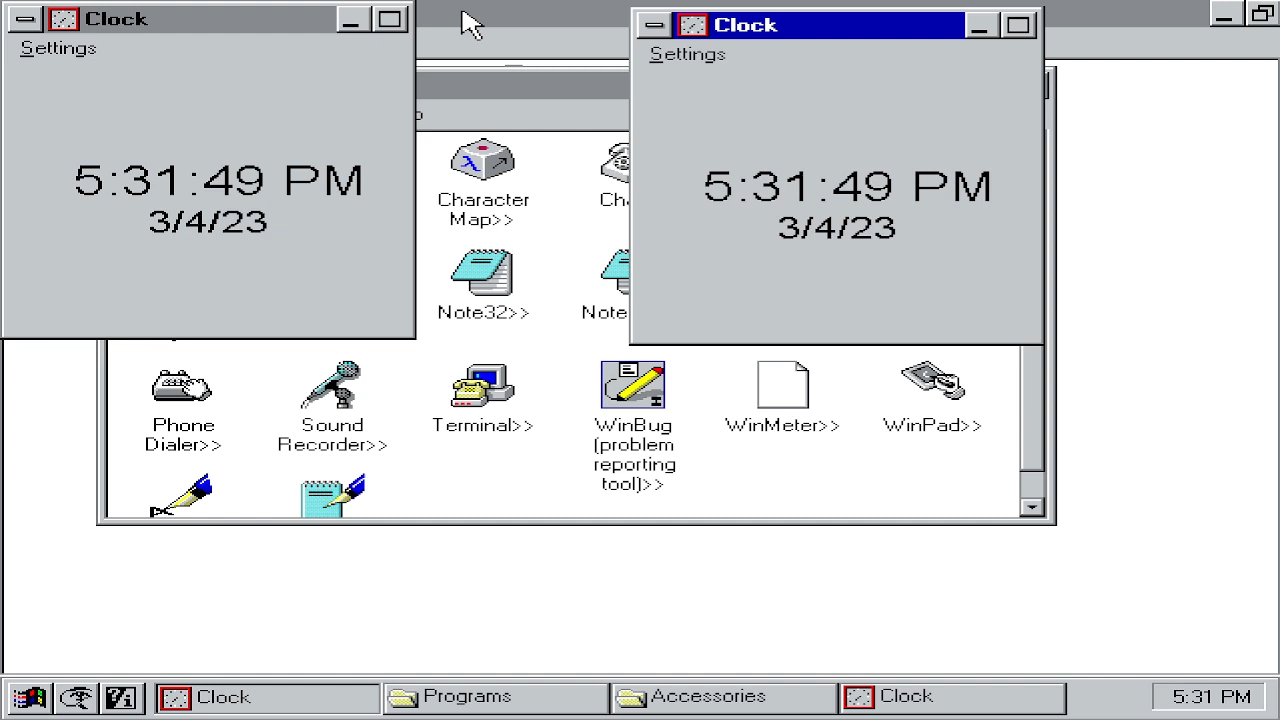 Clock
Settings
5:31:49 PM
3/4/23
Clock
Settings
5:31:49 PM
3/4/23
Character
Map>>
Note32>>
Note
Phone
Dialer>>
Sound
Recorder>>
Terminal>>
WinBug
(problem
reporting
tool)>>
WinMeter>>
WinPad>>
Clock
Programs
Accessories
Clock
5:31 PM